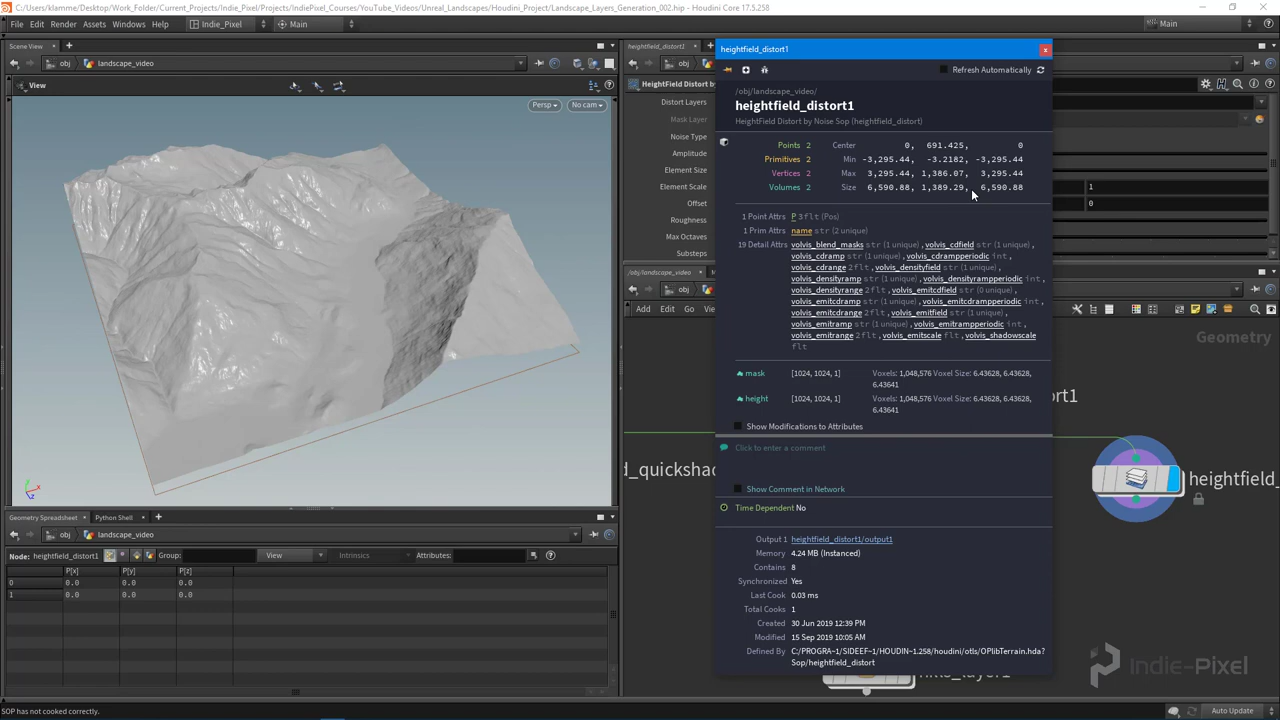 C:/Users/klamme/Desktop/Work_Folder/Current_Projects/Indie_Pixel/Projects/IndiePixel_Courses/YouTube_Videos/Unreal_Landscapes/Houdini_Project/Landscape_Layers_Generation_002.hip - Houdini Core 17.5.258
File Edit Render Assets Windows Help Indie_Pixel Main Main
Scene View
heightfield_distort1
obj landscape_video
obj
View
Persp
No cam
HeightField Distort by
Distort Layers
Mask Layer
Noise Type
Amplitude
Element Size
Element Scale
Offset
Roughness
Max Octaves
Substeps
1
0
heightfield_distort1
Refresh Automatically
/obj/landscape_video/
heightfield_distort1
HeightField Distort by Noise Sop (heightfield_distort)
Points 2 Center 0, 691.425, 0
Primitives 2 Min -3,295.44, -3.2182, -3,295.44
Vertices 2 Max 3,295.44, 1,386.07, 3,295.44
Volumes 2 Size 6,590.88, 1,389.29, 6,590.88
1 Point Attrs P 3flt (Pos)
1 Prim Attrs name str (2 unique)
19 Detail Attrs volvis_blend_masks str (1 unique) , volvis_cdfield str (1 unique) ,
volvis_cdramp str (1 unique) , volvis_cdrampperiodic int ,
volvis_cdrange 2flt , volvis_densityfield str (1 unique) ,
volvis_densityramp str (1 unique) , volvis_densityrampperiodic int ,
volvis_densityrange 2flt , volvis_emitcdfield str (0 unique) ,
volvis_emitcdramp str (1 unique) , volvis_emitcdrampperiodic int ,
volvis_emitcdrange 2flt , volvis_emitfield str (1 unique) ,
volvis_emitramp str (1 unique) , volvis_emitrampperiodic int ,
volvis_emitrange 2flt , volvis_emitscale flt , volvis_shadowscale
flt
mask [1024, 1024, 1] Voxels: 1,048,576 Voxel Size: 6.43628, 6.43628,
6.43641
height [1024, 1024, 1] Voxels: 1,048,576 Voxel Size: 6.43628, 6.43628,
6.43641
Show Modifications to Attributes
Click to enter a comment
Show Comment in Network
Time Dependent No
Output 1 heightfield_distort1/output1
Memory 4.24 MB (Instanced)
Contains 8
Synchronized Yes
Last Cook 0.03 ms
Total Cooks 1
Created 30 Jun 2019 12:39 PM
Modified 15 Sep 2019 10:05 AM
Defined By C:/PROGRA~1/SIDEEF~1/HOUDIN~1.258/houdini/otls/OPlibTerrain.hda?
Sop/heightfield_distort
/obj/landscape_video
obj
Add Edit Go
Geometry
ort1
d_quickshad
heightfield_
Indie-Pixel
Geometry Spreadsheet Python Shell
obj landscape_video
Node: heightfield_distort1 Group: View Intrinsics Attributes:
P[x] P[y] P[z]
0 0.0 0.0 0.0
1 0.0 0.0 0.0
SOP has not cooked correctly.
Auto Update